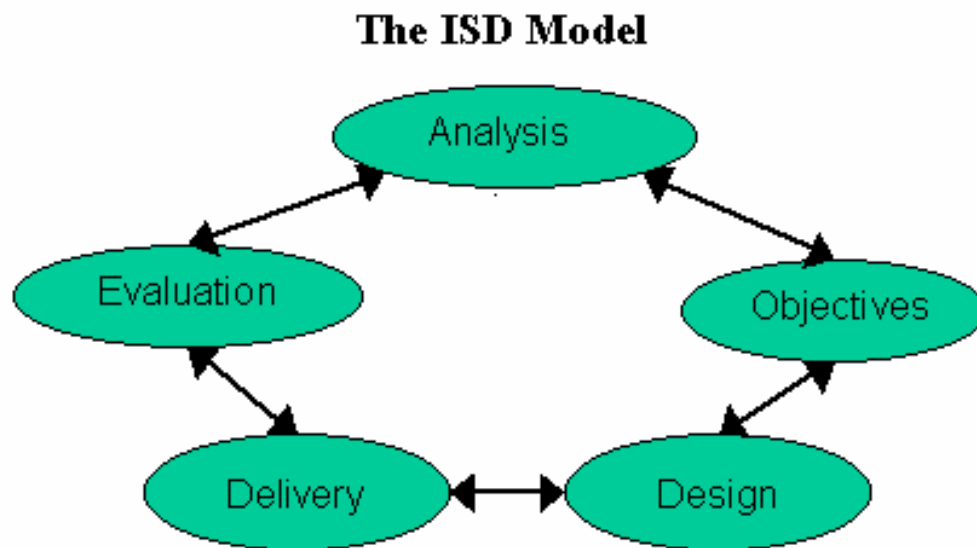 The ISD Model
Analysis
Evaluation
Objectives
Delivery
Design